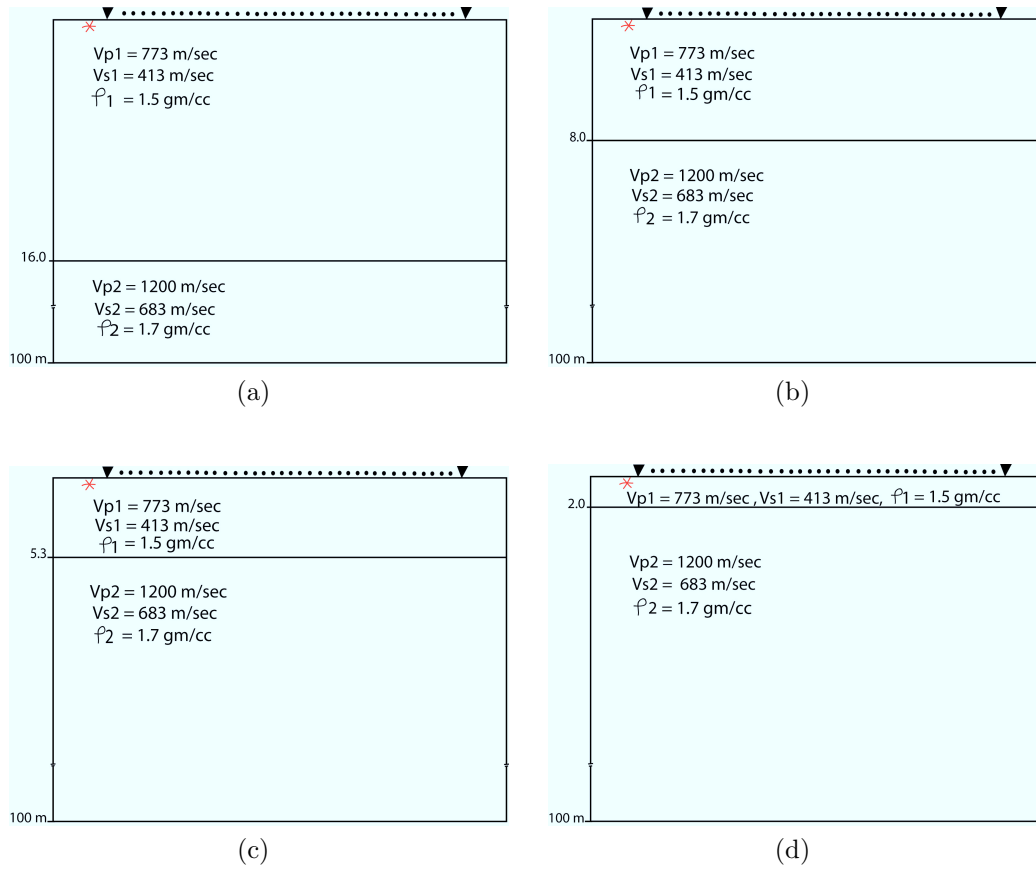 Vp1 = 773 m/sec
Vs1 = 413 m/sec
ρ1 = 1.5 gm/cc
16.0
Vp2 = 1200 m/sec
Vs2 = 683 m/sec
ρ2 = 1.7 gm/cc
100 m
(a)
Vp1 = 773 m/sec
Vs1 = 413 m/sec
ρ1 = 1.5 gm/cc
8.0
Vp2 = 1200 m/sec
Vs2 = 683 m/sec
ρ2 = 1.7 gm/cc
100 m
(b)
Vp1 = 773 m/sec
Vs1 = 413 m/sec
ρ1 = 1.5 gm/cc
5.3
Vp2 = 1200 m/sec
Vs2 = 683 m/sec
ρ2 = 1.7 gm/cc
100 m
(c)
Vp1 = 773 m/sec , Vs1 = 413 m/sec, ρ1 = 1.5 gm/cc
2.0
Vp2 = 1200 m/sec
Vs2 = 683 m/sec
ρ2 = 1.7 gm/cc
100 m
(d)